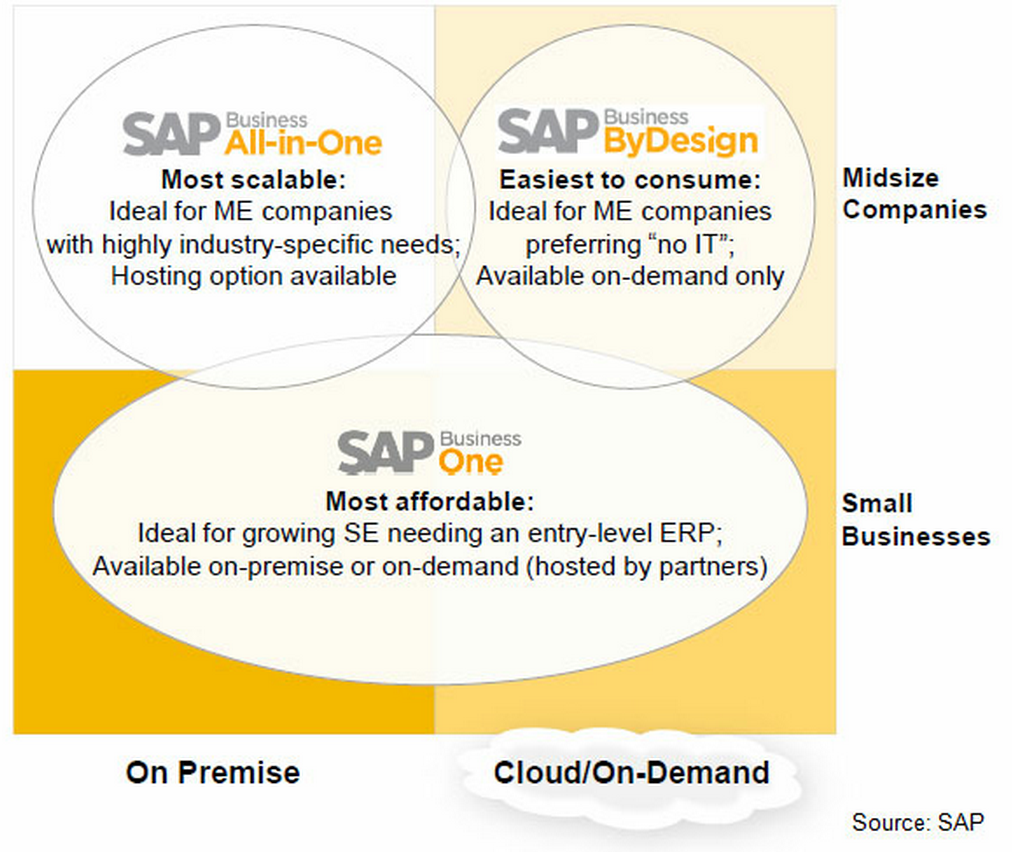 SAP Business
All-in-One
Most scalable:
Ideal for ME companies
with highly industry-specific needs;
Hosting option available
SAP Business
ByDesign
Easiest to consume:
Ideal for ME companies
preferring “no IT”;
Available on-demand only
Midsize
Companies
SAP Business
One
Most affordable:
Ideal for growing SE needing an entry-level ERP;
Available on-premise or on-demand (hosted by partners)
Small
Businesses
On Premise
Cloud/On-Demand
Source: SAP